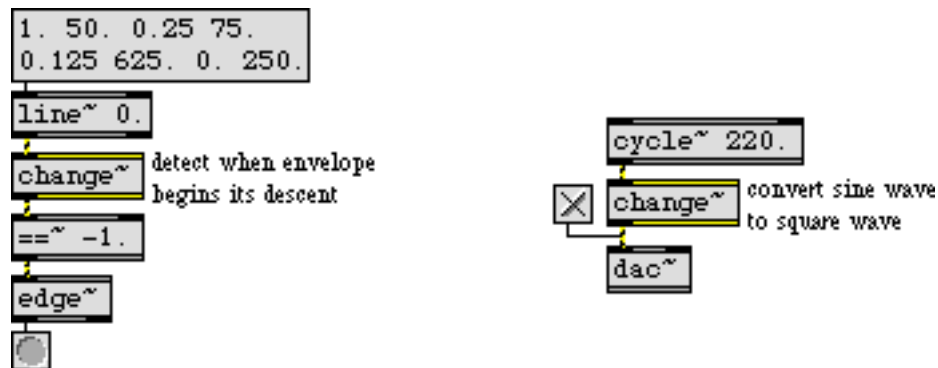 1. 50. 0.25 75.
0.125 625. 0. 250.
line~ 0.
change~
detect when envelope
begins its descent
==~ -1.
edge~
cycle~ 220.
change~
convert sine wave
to square wave
dac~